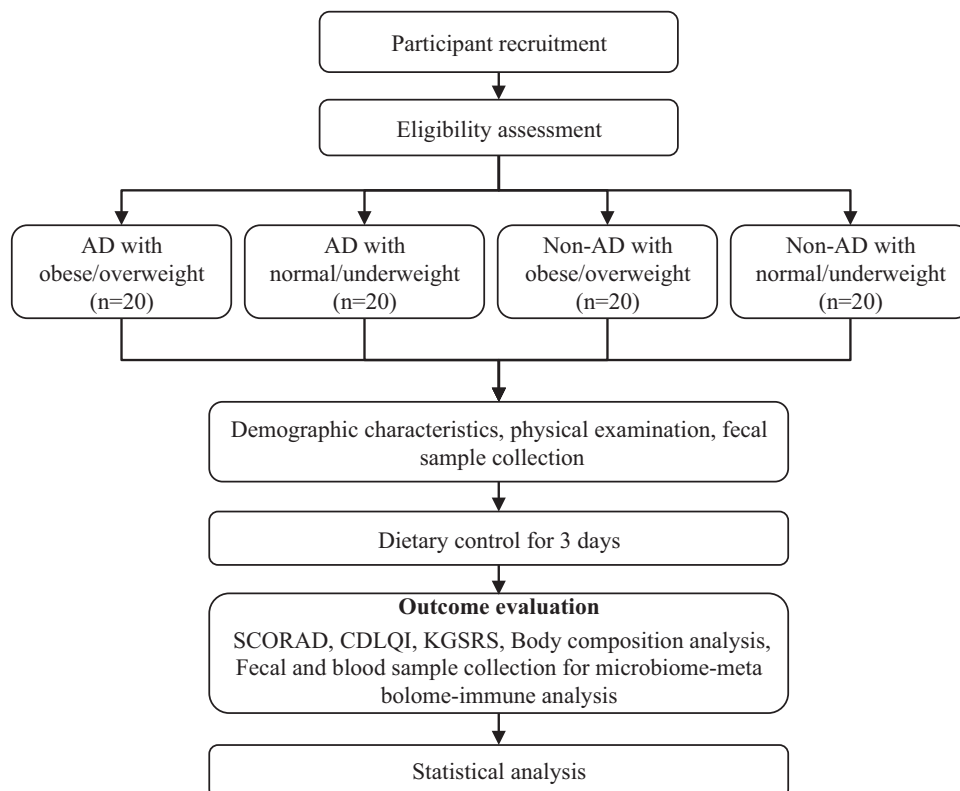 Participant recruitment
Eligibility assessment
AD with
obese/overweight
(n=20)
AD with
normal/underweight
(n=20)
Non-AD with
obese/overweight
(n=20)
Non-AD with
normal/underweight
(n=20)
Demographic characteristics, physical examination, fecal
sample collection
Dietary control for 3 days
Outcome evaluation
SCORAD, CDLQI, KGSRS, Body composition analysis,
Fecal and blood sample collection for microbiome-meta
bolome-immune analysis
Statistical analysis